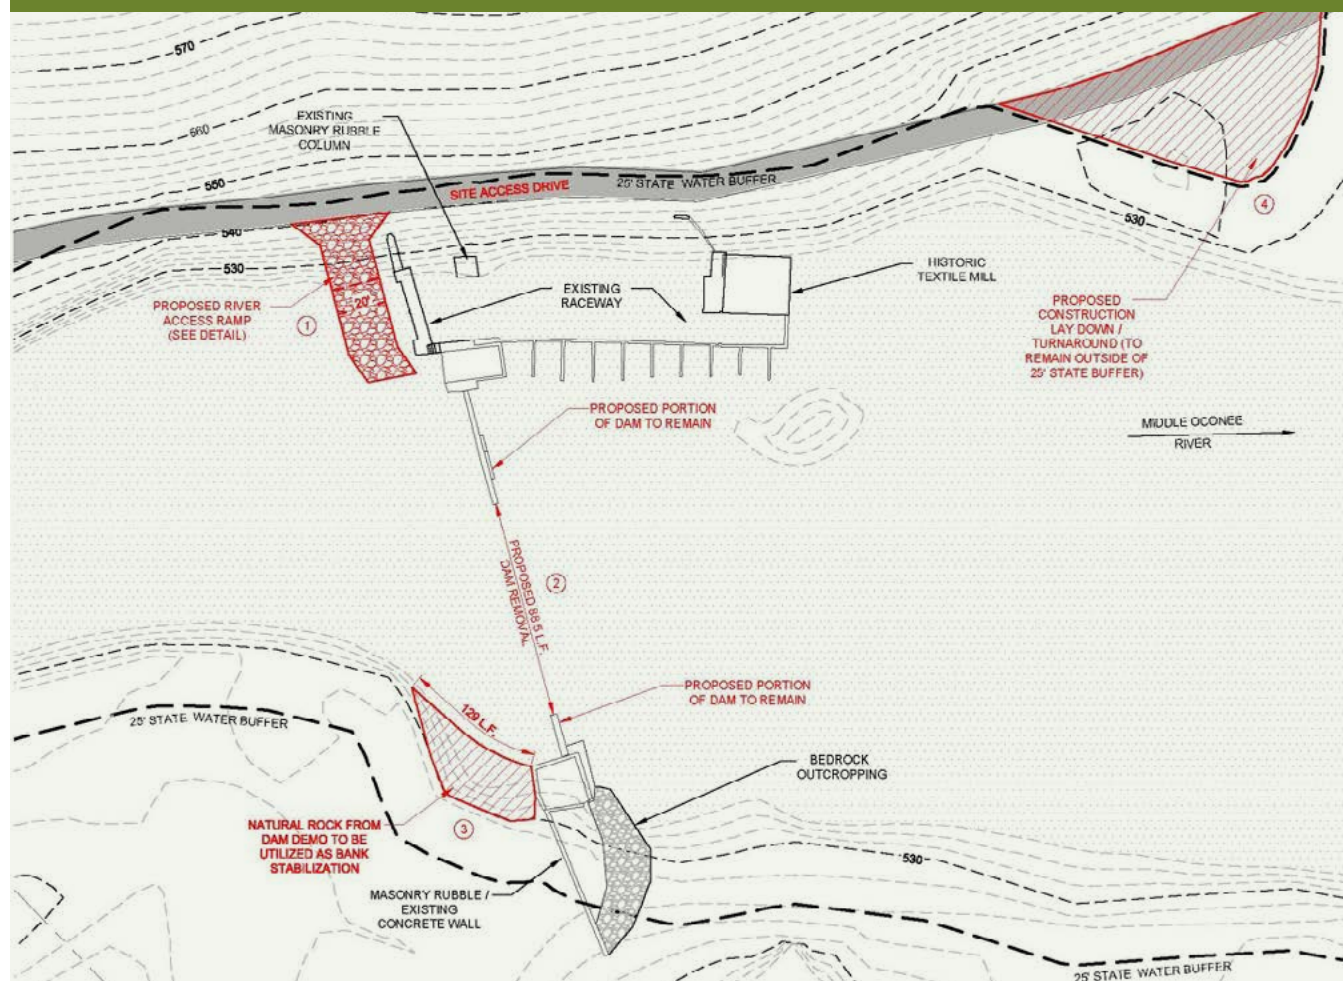 570
560
EXISTING
MASONRY RUBBLE
COLUMN
550
SITE ACCESS DRIVE
25' STATE WATER BUFFER
540
530
4
530
HISTORIC
TEXTILE MILL
EXISTING
RACEWAY
PROPOSED RIVER
ACCESS RAMP
(SEE DETAIL)
1
20'
PROPOSED
CONSTRUCTION
LAY DOWN /
TURNAROUND (TO
REMAIN OUTSIDE OF
25' STATE BUFFER)
PROPOSED PORTION
OF DAM TO REMAIN
MIDDLE OCONEE
RIVER
PROPOSED 88.5 L.F.
DAM REMOVAL
2
PROPOSED PORTION
OF DAM TO REMAIN
25' STATE WATER BUFFER
129 L.F.
BEDROCK
OUTCROPPING
NATURAL ROCK FROM
DAM DEMO TO BE
UTILIZED AS BANK
STABILIZATION
3
530
MASONRY RUBBLE /
EXISTING
CONCRETE WALL
25' STATE WATER BUFFER